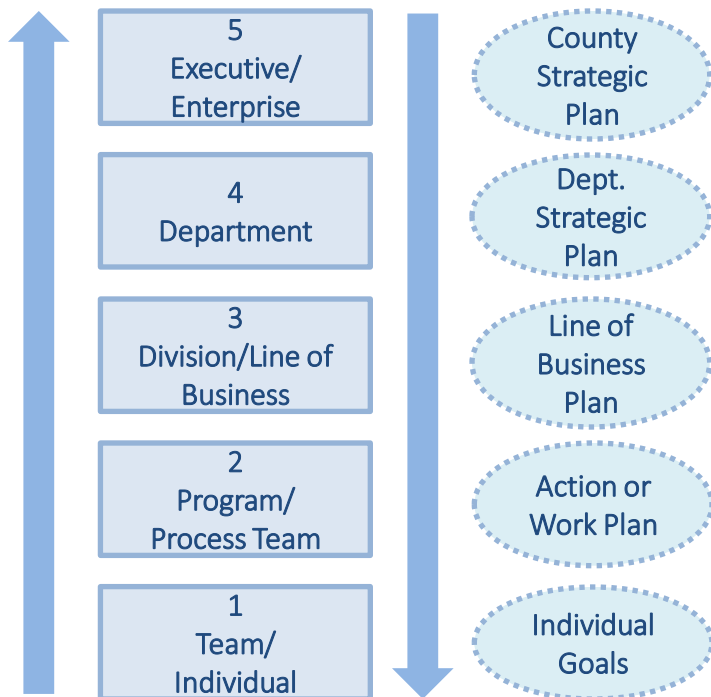 5
Executive/
Enterprise
County
Strategic
Plan
4
Department
Dept.
Strategic
Plan
3
Division/Line of
Business
Line of
Business
Plan
2
Program/
Process Team
Action or
Work Plan
1
Team/
Individual
Individual
Goals